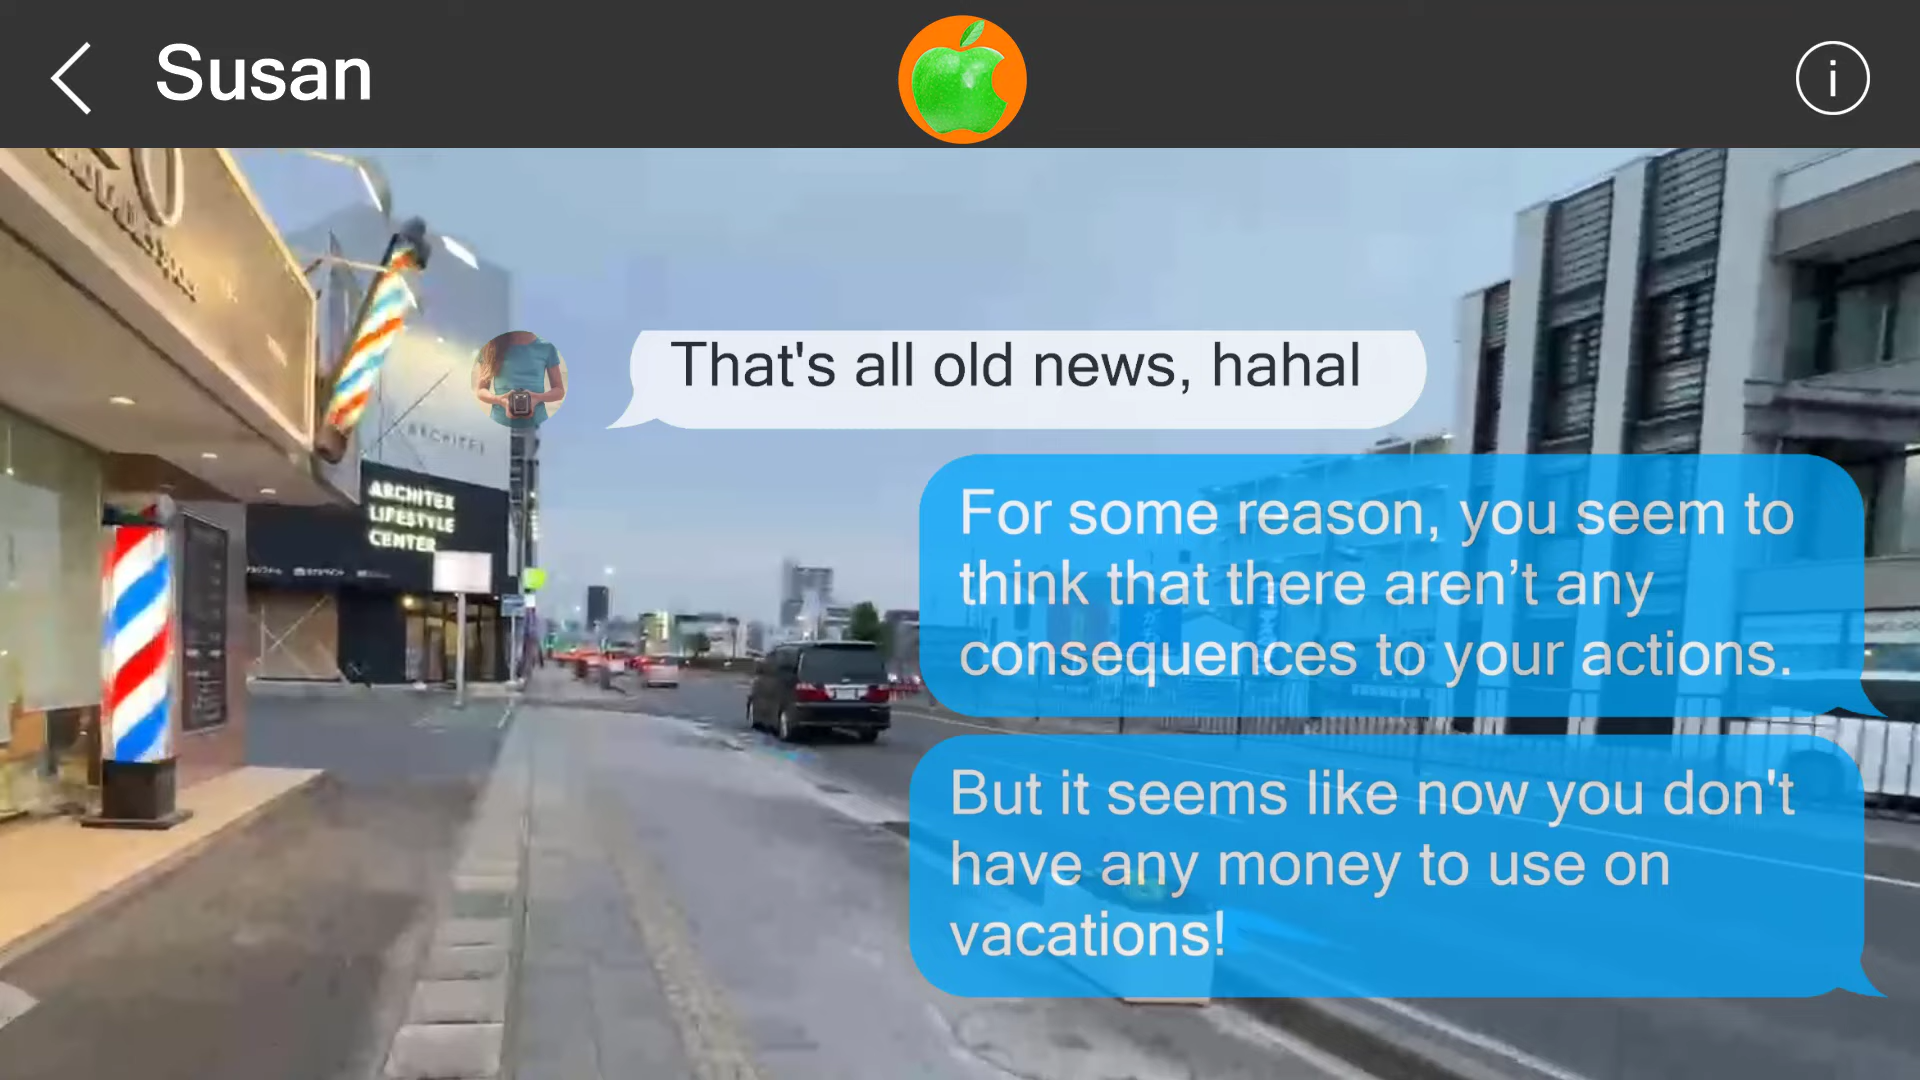 Susan
i
That's all old news, hahal
For some reason, you seem to
think that there aren’t any
consequences to your actions.
But it seems like now you don't
have any money to use on
vacations!
ARCHITEX
LIFESTYLE
CENTER